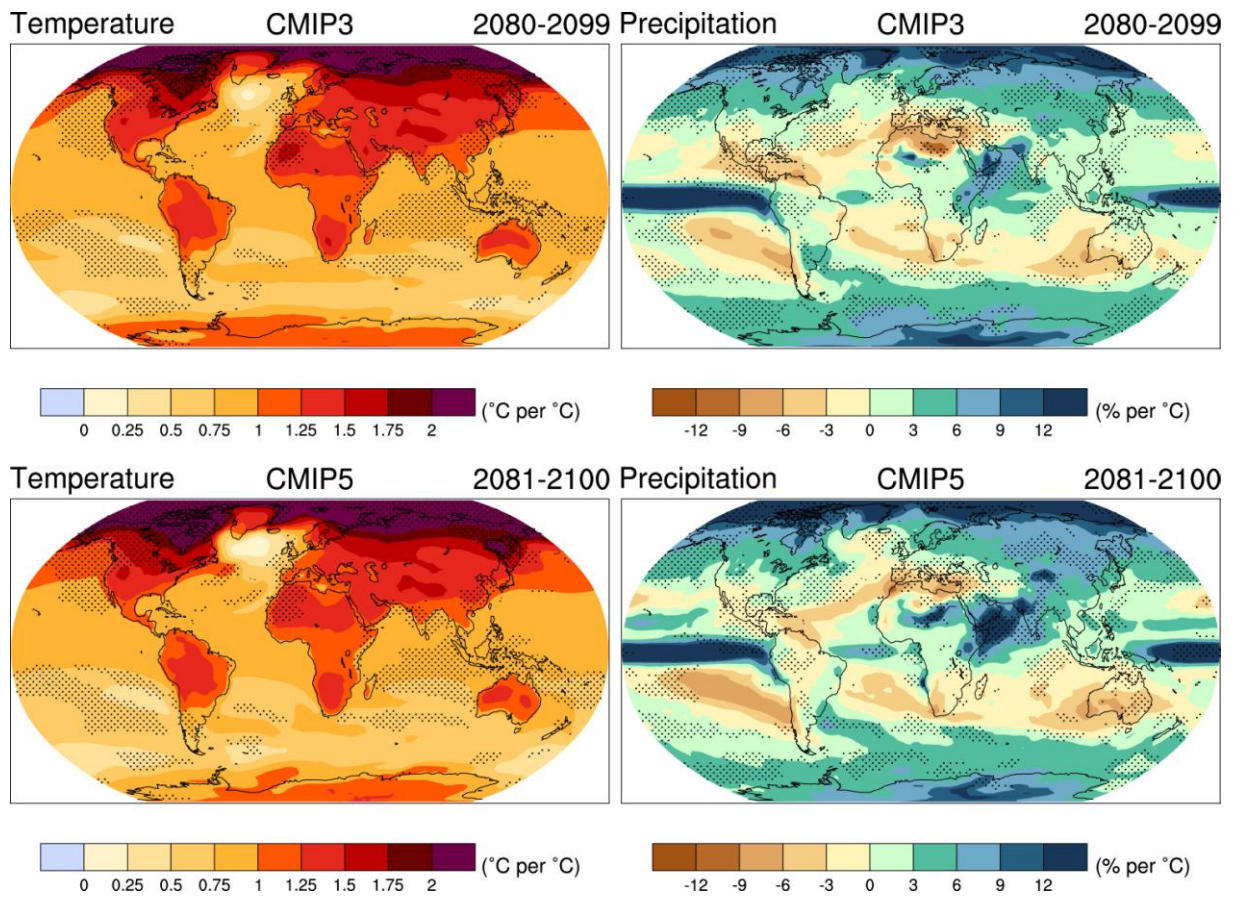 Temperature CMIP3 2080-2099
Precipitation CMIP3 2080-2099
0 0.25 0.5 0.75 1 1.25 1.5 1.75 2 (°C per °C)
-12 -9 -6 -3 0 3 6 9 12 (% per °C)
Temperature CMIP5 2081-2100
Precipitation CMIP5 2081-2100
0 0.25 0.5 0.75 1 1.25 1.5 1.75 2 (°C per °C)
-12 -9 -6 -3 0 3 6 9 12 (% per °C)